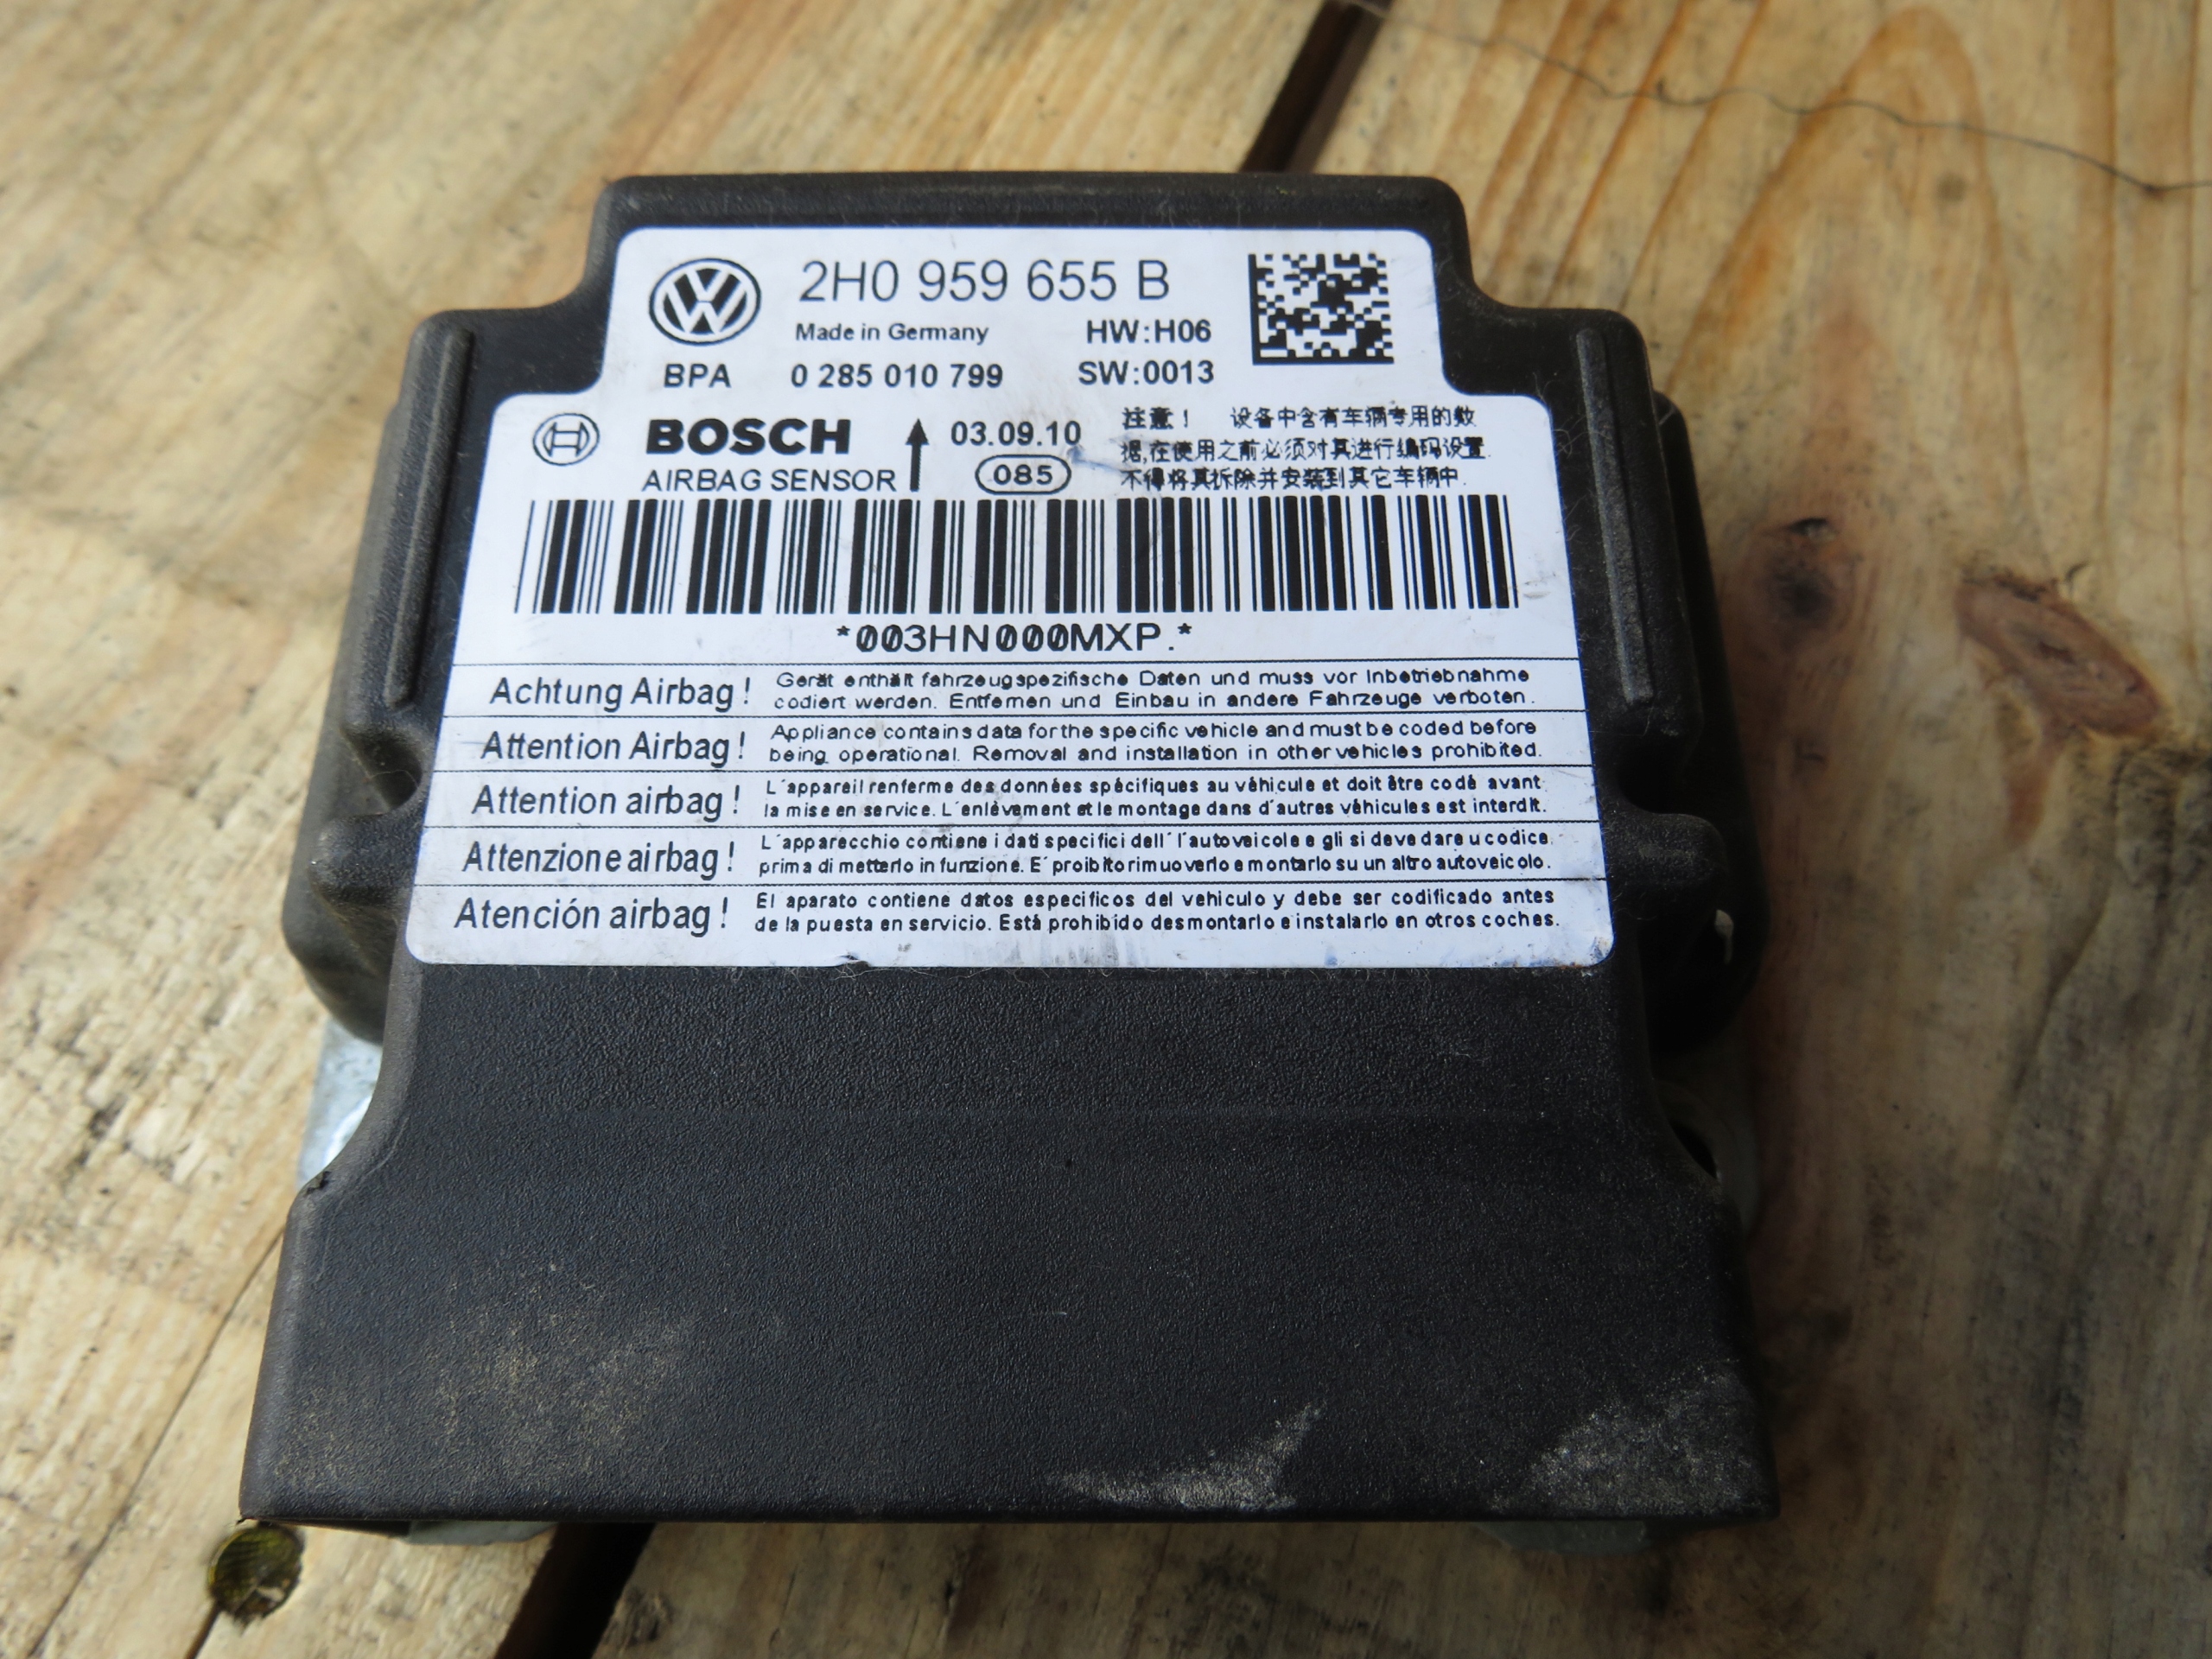 2H0 959 655 B
Made in Germany HW:H06
BPA 0 285 010 799 SW:0013
BOSCH 03.09.10
AIRBAG SENSOR 085
注意！ 设备中含有车辆专用的数
据,在使用之前必须对其进行编码设置.
不得将其拆除并安装到其它车辆中.
*003HN000MXP.*
Achtung Airbag! Gerät enthält fahrzeugspezifische Daten und muss vor Inbetriebnahme
codiert werden. Entfernen und Einbau in andere Fahrzeuge verboten.
Attention Airbag! Appliance contains data for the specific vehicle and must be coded before
being operational. Removal and installation in other vehicles prohibited.
Attention airbag! L´appareil renferme des données spécifiques au véhicule et doit être codé avant
la mise en service. L´enlèvement et le montage dans d´autres véhicules est interdit.
Attenzione airbag! L´apparecchio contiene i dati specifici dell´ l´autoveicolo e gli si deve dare u codice
prima di metterlo in funzione. E´ proibito rimuoverlo e montarlo su un altro autoveicolo.
Atención airbag! El aparato contiene datos especificos del vehiculo y debe ser codificado antes
de la puesta en servicio. Está prohibido desmontarlo e instalarlo en otros coches.